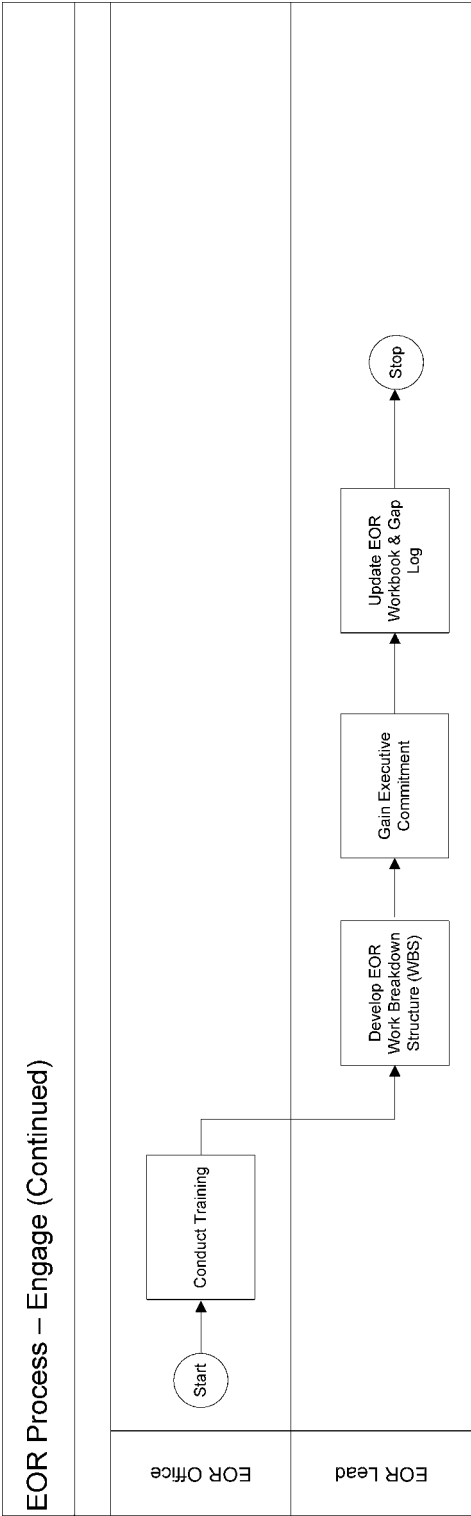 EOR Process – Engage (Continued)
EOR Office
Start
Conduct Training
EOR Lead
Develop EOR
Work Breakdown
Structure (WBS)
Gain Executive
Commitment
Update EOR
Workbook & Gap
Log
Stop